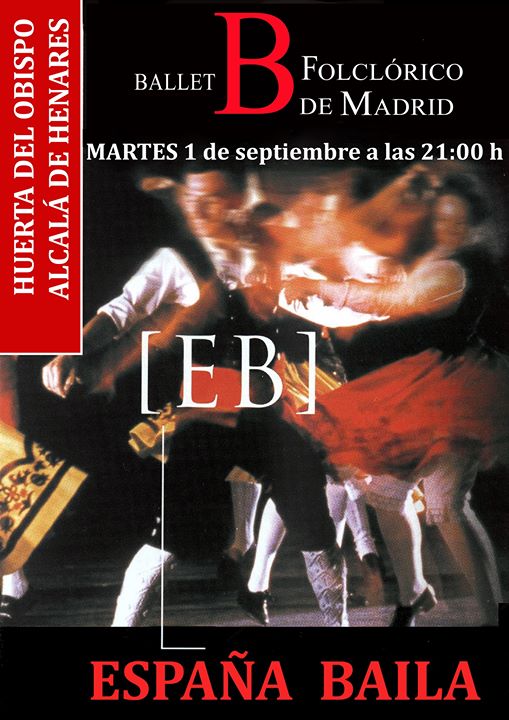 HUERTA DEL OBISPO
ALCALÁ DE HENARES
BALLET B FOLCLÓRICO
DE MADRID
MARTES 1 de septiembre a las 21:00 h
[EB]
ESPAÑA BAILA